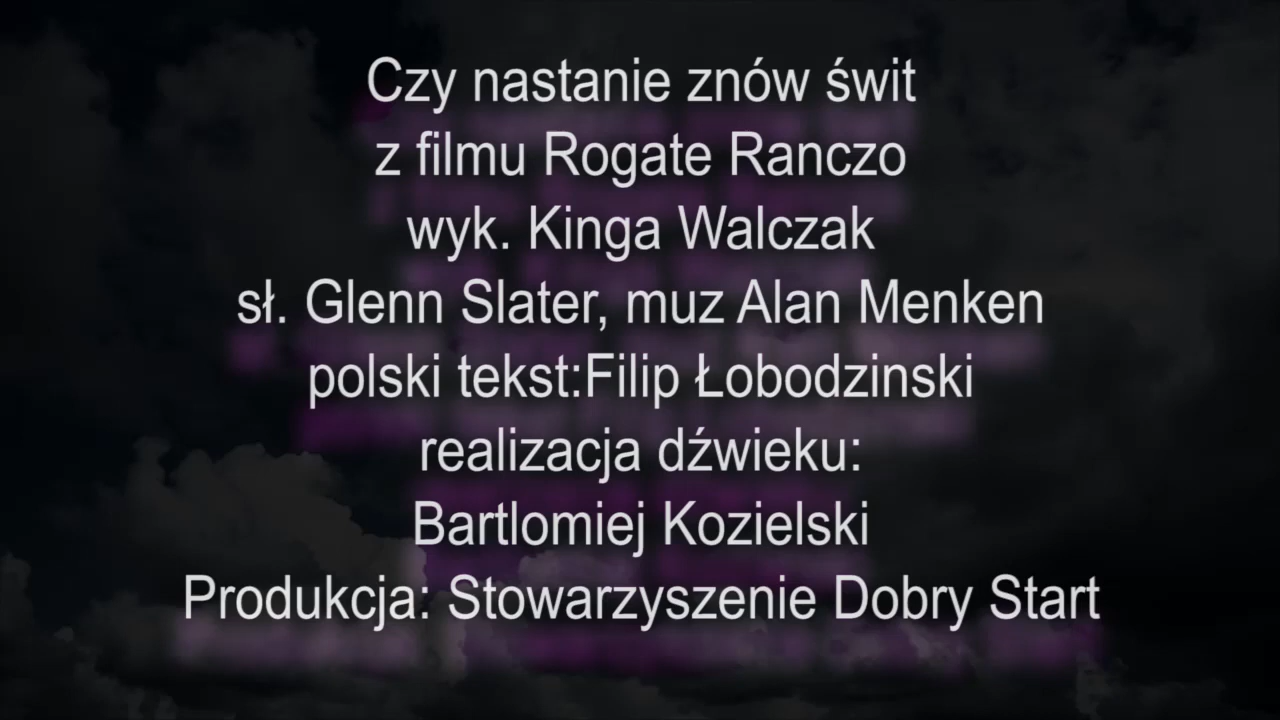 Czy nastanie znów świt
z filmu Rogate Ranczo
wyk. Kinga Walczak
sł. Glenn Slater, muz Alan Menken
polski tekst:Filip Łobodzinski
realizacja dźwieku:
Bartlomiej Kozielski
Produkcja: Stowarzyszenie Dobry Start